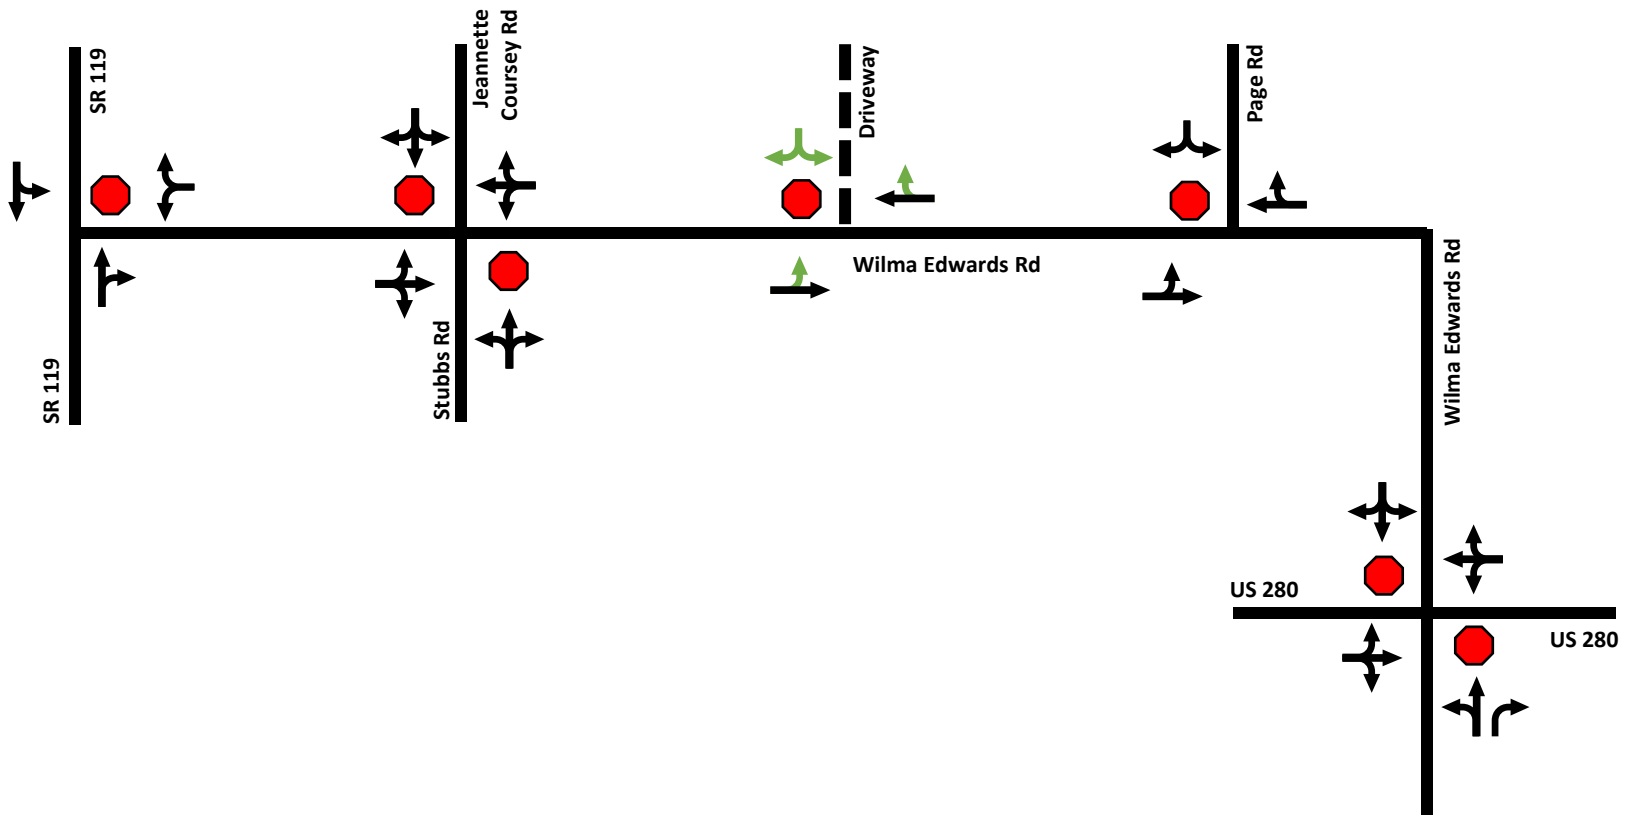 SR 119
Jeannette
Coursey Rd
Driveway
Page Rd
Wilma Edwards Rd
SR 119
Stubbs Rd
Wilma Edwards Rd
US 280
US 280